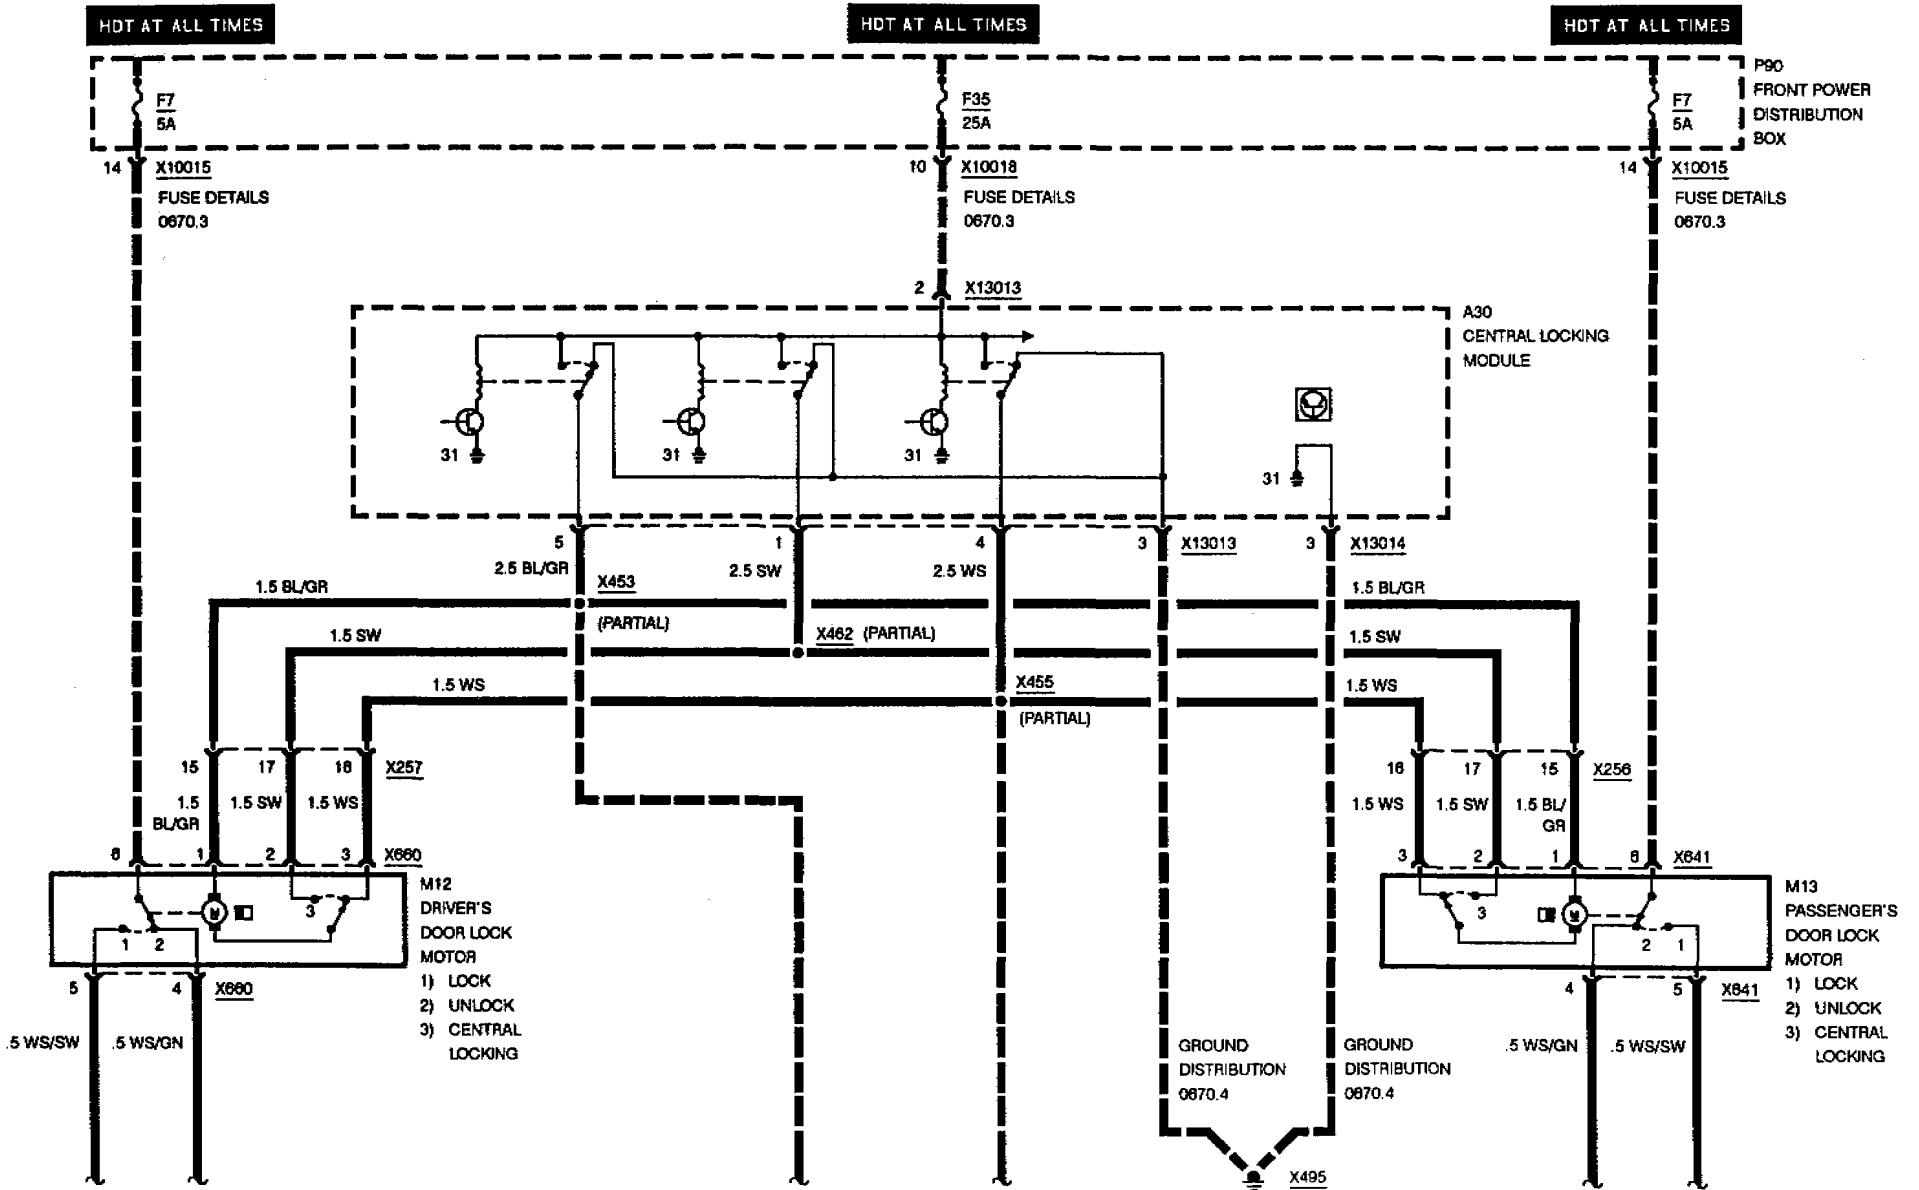 HOT AT ALL TIMES
HOT AT ALL TIMES
HOT AT ALL TIMES
P90
FRONT POWER
DISTRIBUTION
BOX
F7
5A
F35
25A
F7
5A
14 X10015
FUSE DETAILS
0670.3
10 X10018
FUSE DETAILS
0670.3
14 X10015
FUSE DETAILS
0670.3
2 X13013
A30
CENTRAL LOCKING
MODULE
31
31
31
31
5
1
4
3 X13013
3 X13014
2.5 BL/GR
2.5 SW
2.5 WS
X453
(PARTIAL)
1.5 BL/GR
1.5 BL/GR
X462 (PARTIAL)
1.5 SW
1.5 SW
X455
(PARTIAL)
1.5 WS
1.5 WS
15 17 16 X257
1.5
BL/GR
1.5 SW
1.5 WS
16 17 15 X256
1.5 WS
1.5 SW
1.5 BL/
GR
6 1 2 3 X660
3 2 1 6 X641
M
3
1 2
M12
DRIVER'S
DOOR LOCK
MOTOR
1) LOCK
2) UNLOCK
3) CENTRAL
LOCKING
M
3
2 1
M13
PASSENGER'S
DOOR LOCK
MOTOR
1) LOCK
2) UNLOCK
3) CENTRAL
LOCKING
5 4 X660
4 5 X641
.5 WS/SW
.5 WS/GN
.5 WS/GN
.5 WS/SW
GROUND
DISTRIBUTION
0670.4
GROUND
DISTRIBUTION
0670.4
X495